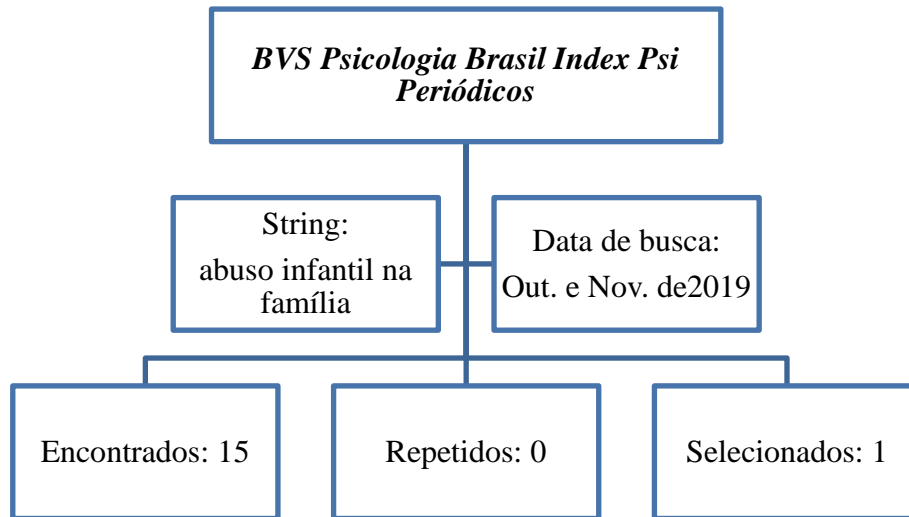 BVS Psicologia Brasil Index Psi
Periódicos
String:
abuso infantil na
família
Data de busca:
Out. e Nov. de2019
Encontrados: 15
Repetidos: 0
Selecionados: 1